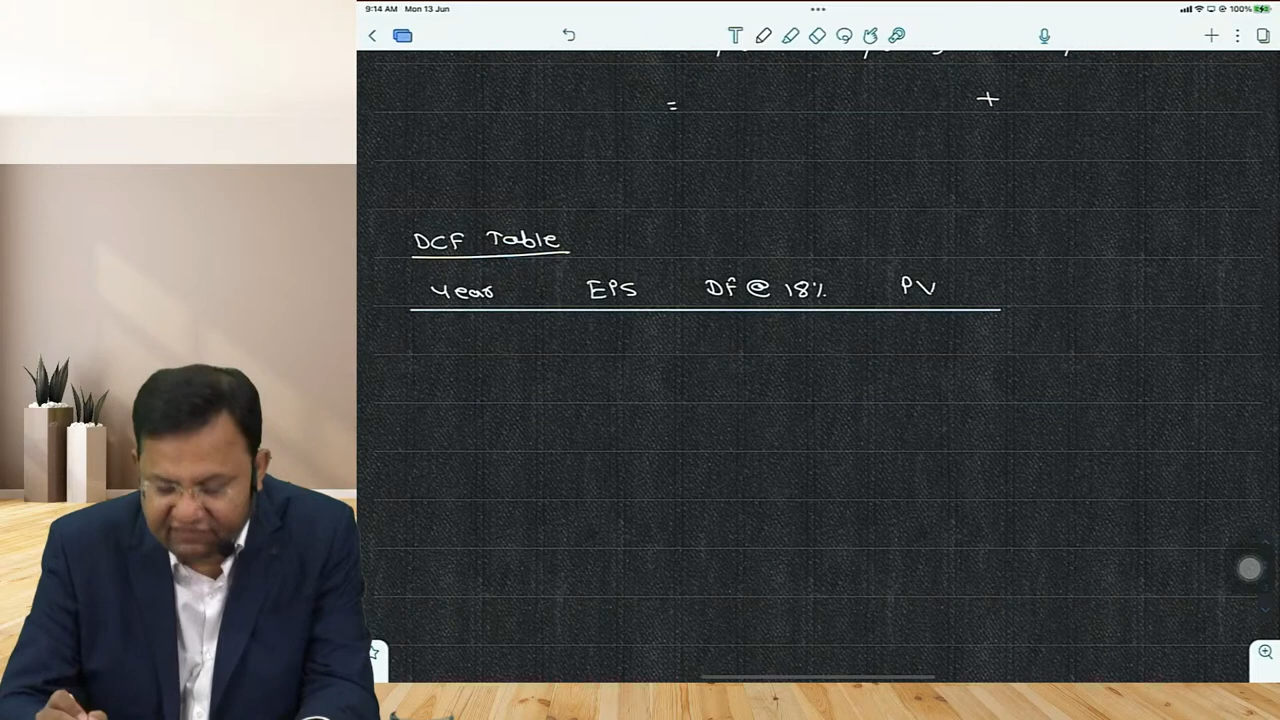 9:14 AM Mon 13 Jun
100%
= +
DCF Table
Year EPS Df @ 18% PV